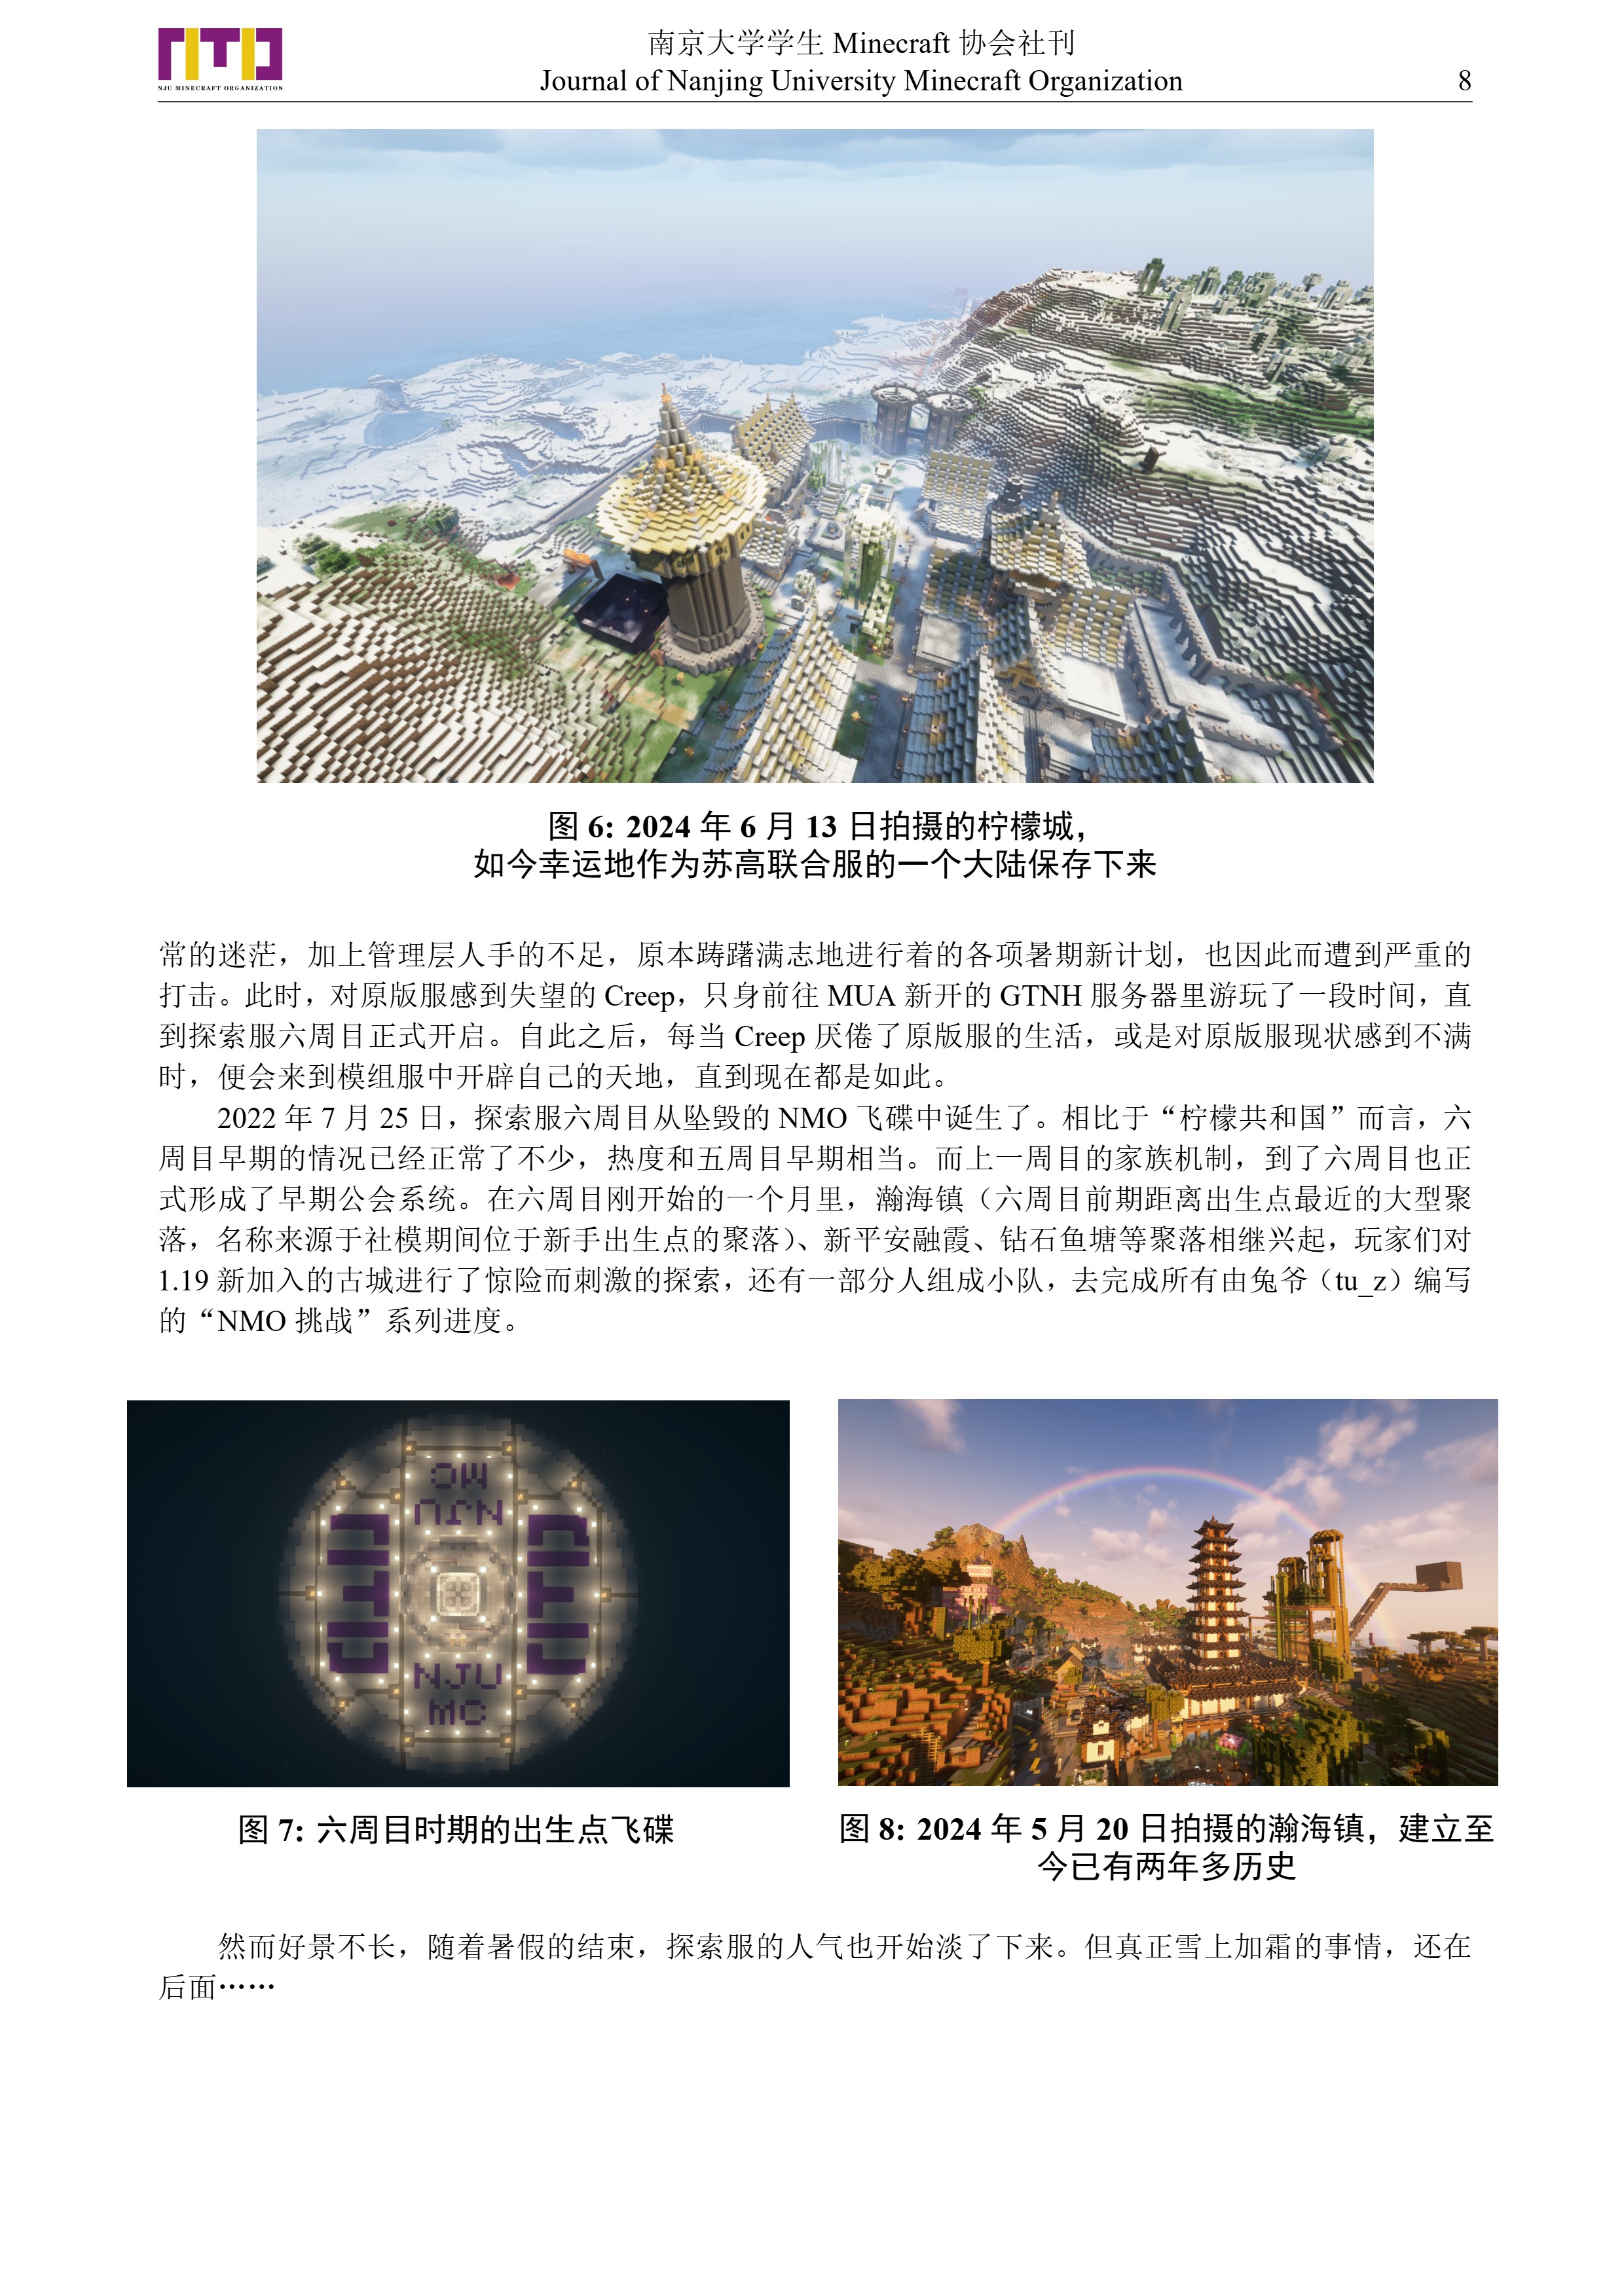 NJU MINECRAFT ORGANIZATION
南京大学学生 Minecraft 协会社刊
Journal of Nanjing University Minecraft Organization
8
图 6: 2024 年 6 月 13 日拍摄的柠檬城，
如今幸运地作为苏高联合服的一个大陆保存下来
常的迷茫，加上管理层人手的不足，原本踌躇满志地进行着的各项暑期新计划，也因此而遭到严重的
打击。此时，对原版服感到失望的 Creep，只身前往 MUA 新开的 GTNH 服务器里游玩了一段时间，直
到探索服六周目正式开启。自此之后，每当 Creep 厌倦了原版服的生活，或是对原版服现状感到不满
时，便会来到模组服中开辟自己的天地，直到现在都是如此。
2022 年 7 月 25 日，探索服六周目从坠毁的 NMO 飞碟中诞生了。相比于“柠檬共和国”而言，六
周目早期的情况已经正常了不少，热度和五周目早期相当。而上一周目的家族机制，到了六周目也正
式形成了早期公会系统。在六周目刚开始的一个月里，瀚海镇（六周目前期距离出生点最近的大型聚
落，名称来源于社模期间位于新手出生点的聚落）、新平安融霞、钻石鱼塘等聚落相继兴起，玩家们对
1.19 新加入的古城进行了惊险而刺激的探索，还有一部分人组成小队，去完成所有由兔爷（tu_z）编写
的“NMO 挑战”系列进度。
NJU
MC
NJU
MC
图 7: 六周目时期的出生点飞碟
图 8: 2024 年 5 月 20 日拍摄的瀚海镇，建立至
今已有两年多历史
然而好景不长，随着暑假的结束，探索服的人气也开始淡了下来。但真正雪上加霜的事情，还在
后面……